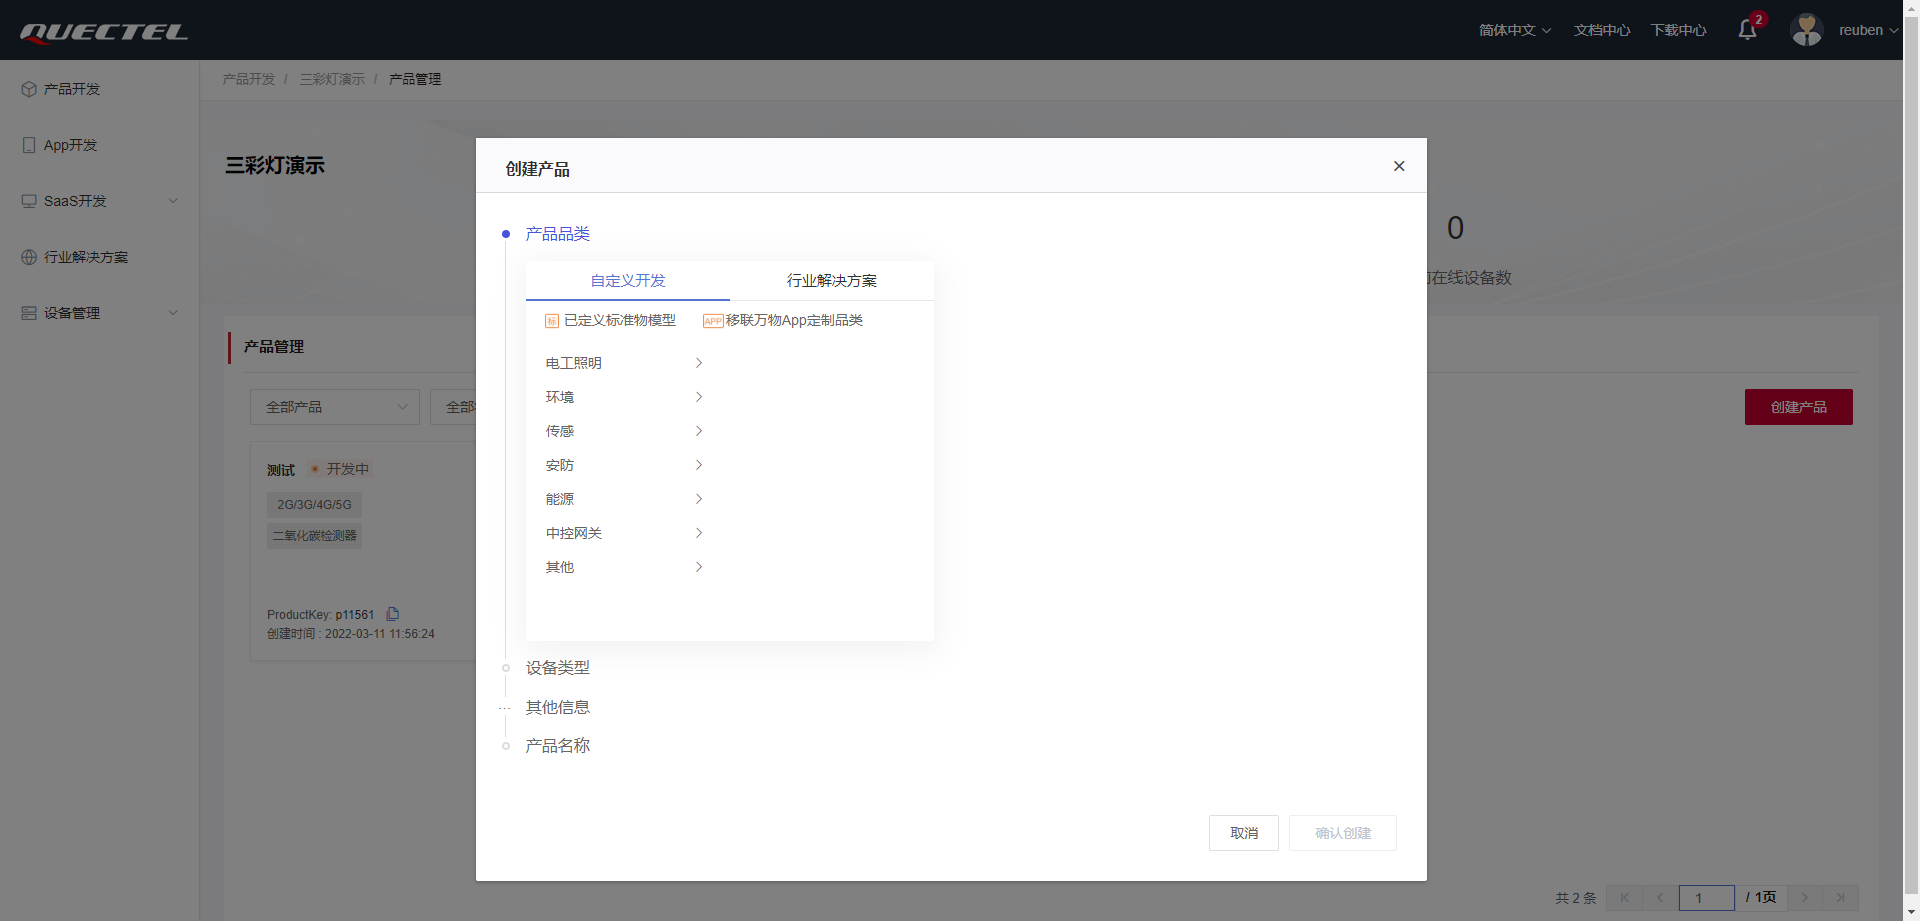 QUECTEL
简体中文 文档中心 下载中心 2 reuben
产品开发
App开发
SaaS开发
行业解决方案
设备管理
产品开发 / 三彩灯演示 / 产品管理
三彩灯演示
0
在线设备数
产品管理
全部产品 全部
创建产品
测试 开发中
2G/3G/4G/5G
二氧化碳检测器
ProductKey: p11561
创建时间 : 2022-03-11 11:56:24
创建产品
产品品类
自定义开发 行业解决方案
标 已定义标准物模型 APP 移联万物App定制品类
电工照明
环境
传感
安防
能源
中控网关
其他
设备类型
其他信息
产品名称
取消 确认创建
共 2 条 1 / 1页